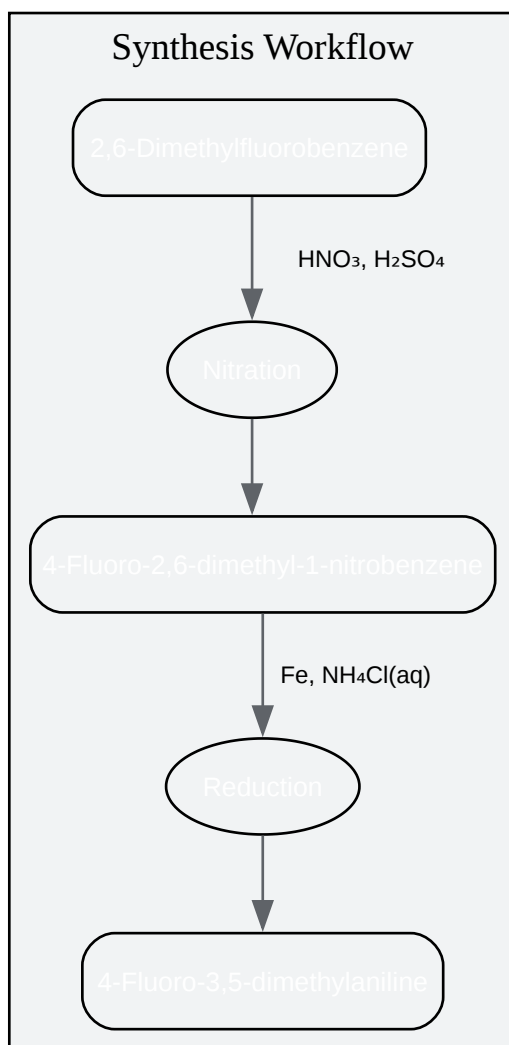 Synthesis Workflow
2,6-Dimethylfluorobenzene
HNO₃, H₂SO₄
Nitration
4-Fluoro-2,6-dimethyl-1-nitrobenzene
Fe, NH₄Cl(aq)
Reduction
4-Fluoro-3,5-dimethylaniline